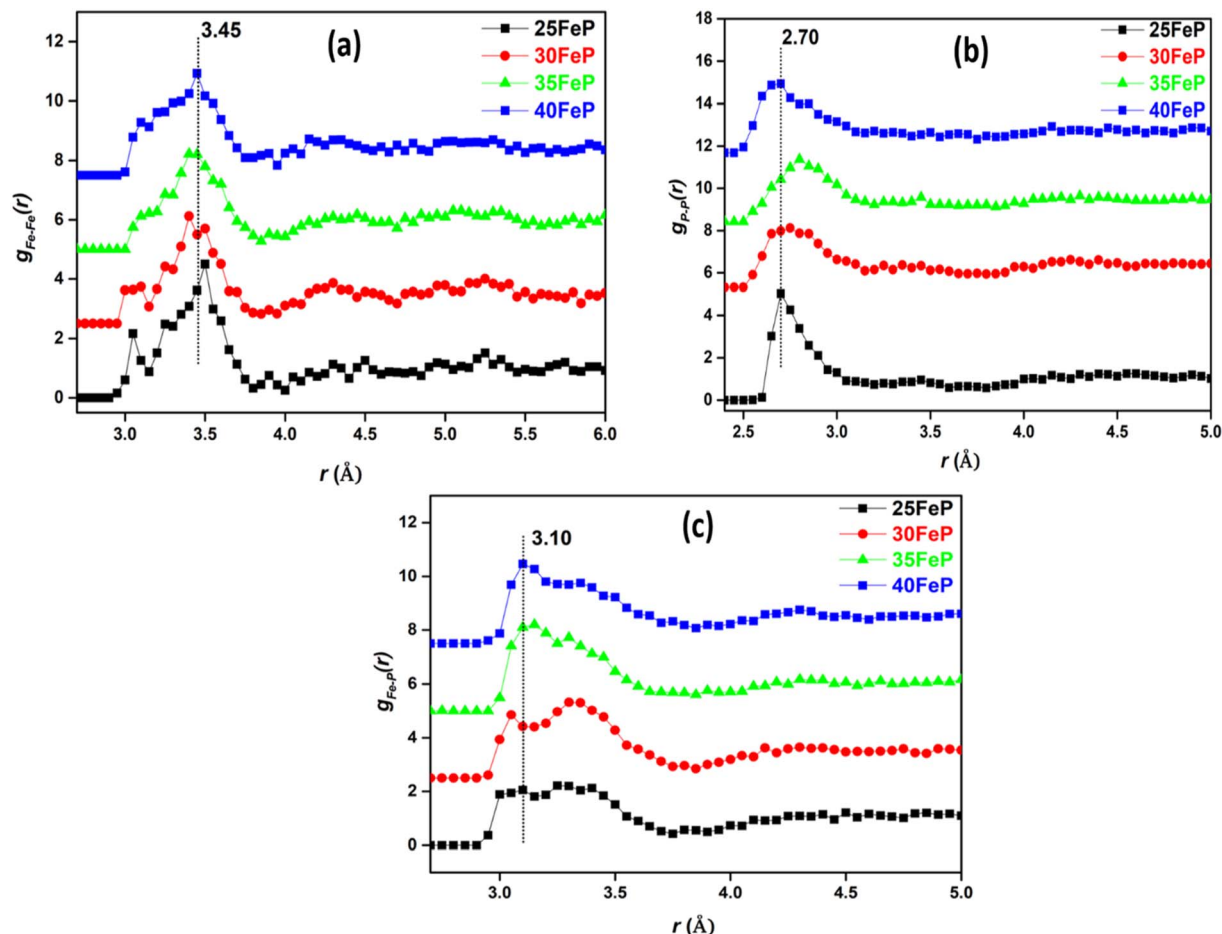 (a)
3.45
25FeP
30FeP
35FeP
40FeP
12
10
8
6
4
2
0
g_Fe-Fe(r)
3.0 3.5 4.0 4.5 5.0 5.5 6.0
r (Å)
(b)
2.70
25FeP
30FeP
35FeP
40FeP
18
16
14
12
10
8
6
4
2
0
g_P-P(r)
2.5 3.0 3.5 4.0 4.5 5.0
r (Å)
(c)
3.10
25FeP
30FeP
35FeP
40FeP
12
10
8
6
4
2
0
g_Fe-P(r)
3.0 3.5 4.0 4.5 5.0
r (Å)